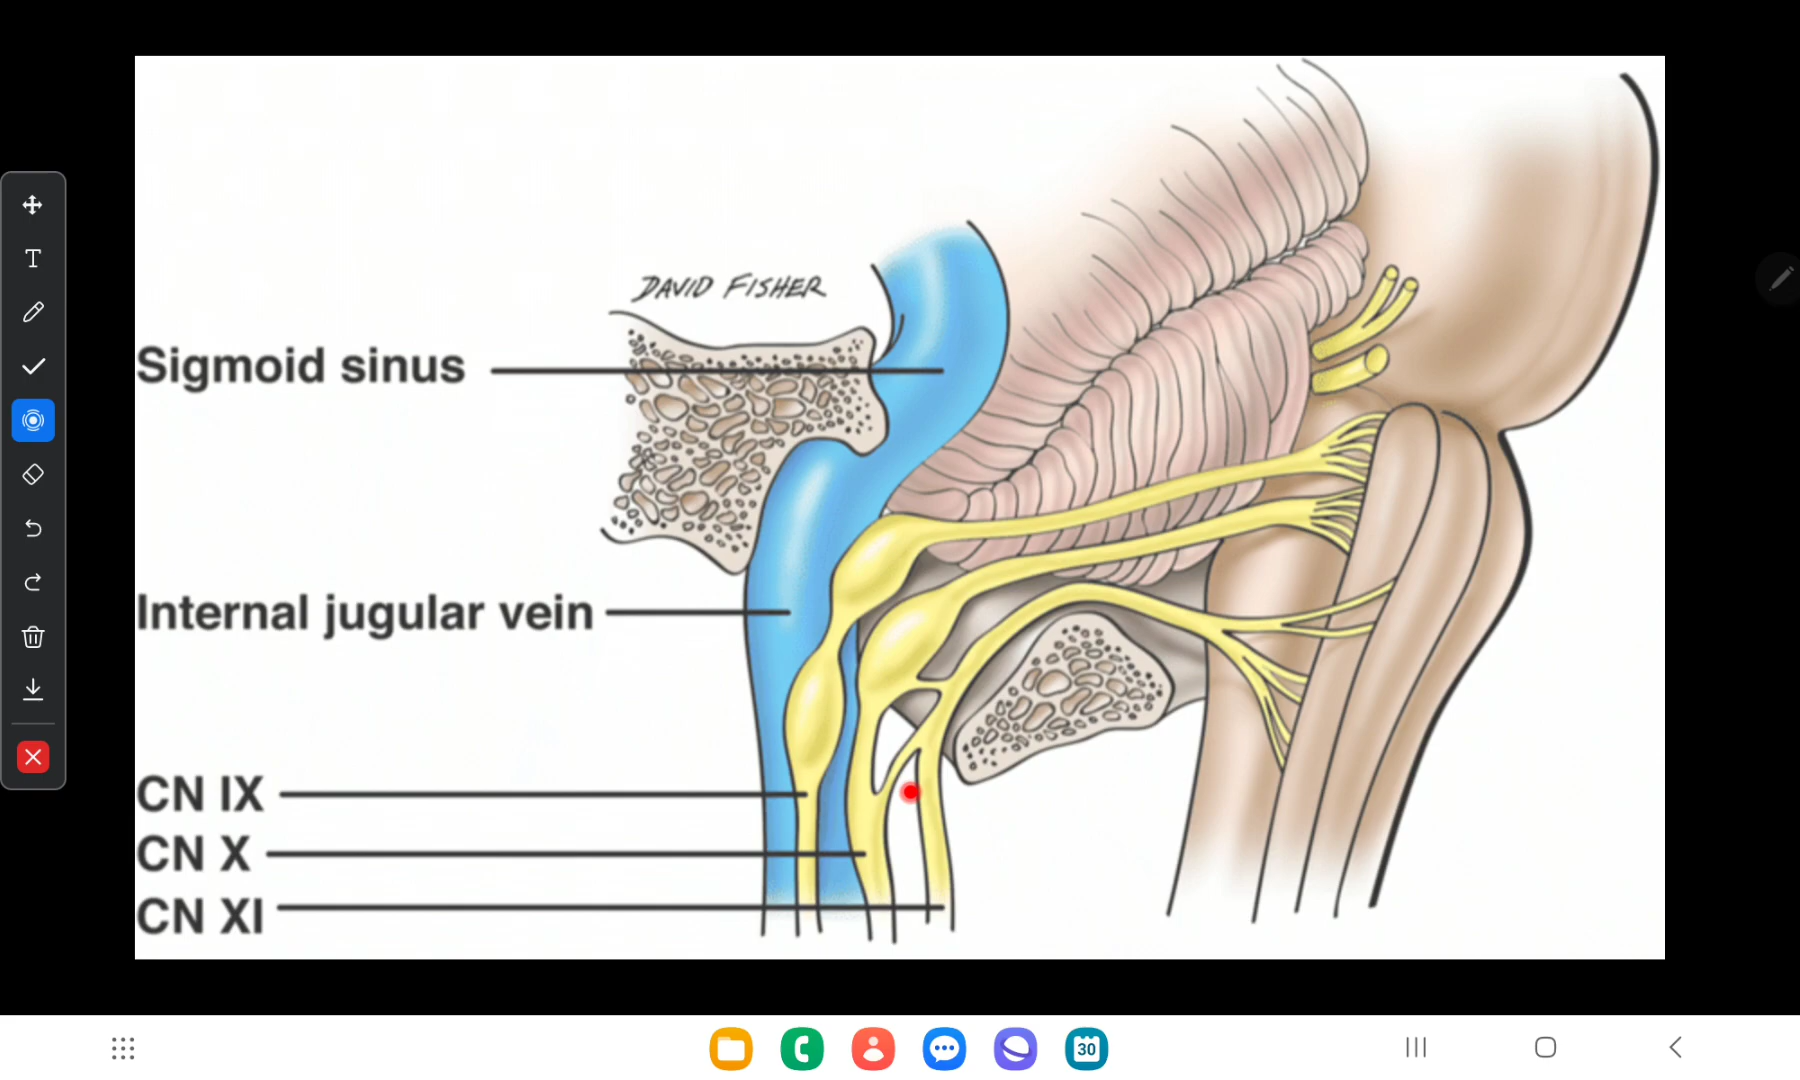 DAVID FISHER
Sigmoid sinus
Internal jugular vein
CN IX
CN X
CN XI
T
30